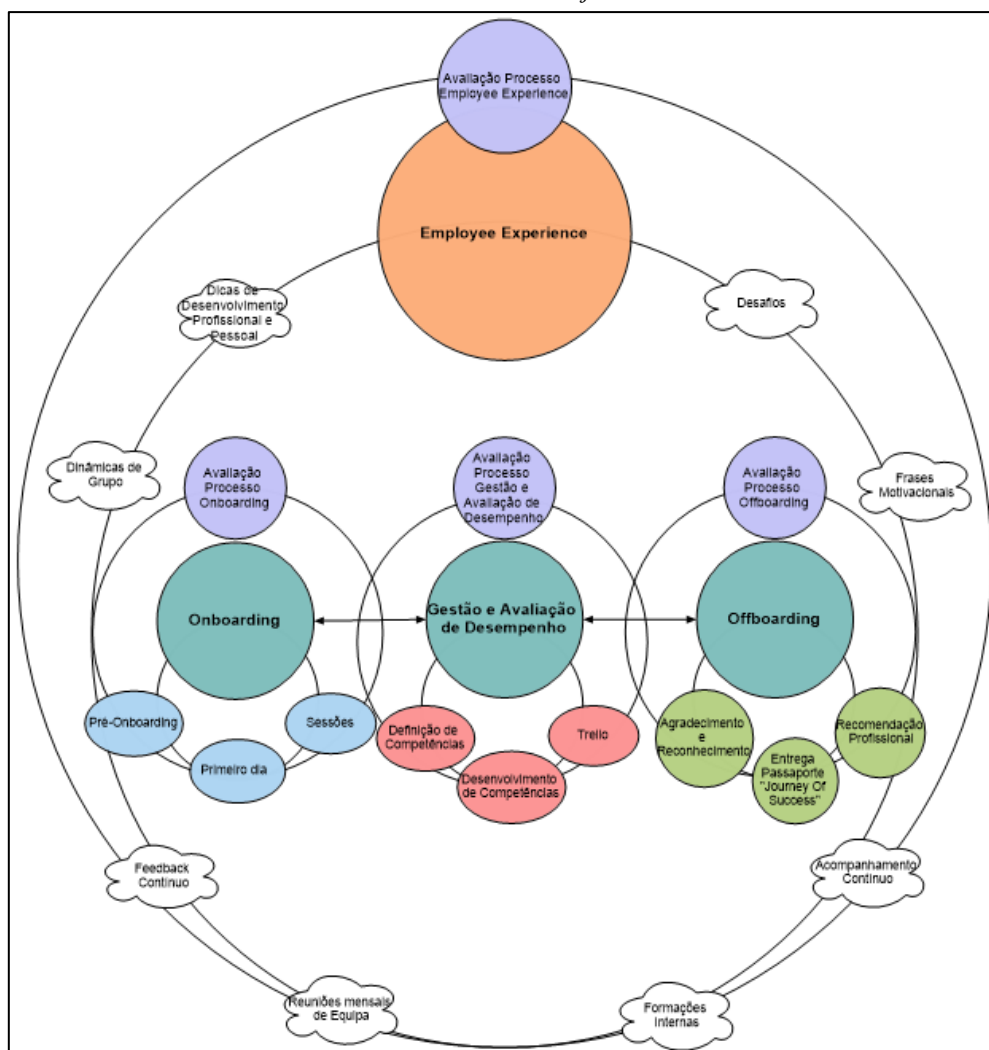 Avaliação Processo
Employee Experience
Employee Experience
Dicas de
Desenvolvimento
Profissional e
Pessoal
Desafios
Dinâmicas de
Grupo
Avaliação
Processo
Onboarding
Avaliação
Processo
Gestão e
Avaliação de
Desempenho
Avaliação
Processo
Offboarding
Frases
Motivacionais
Onboarding
Gestão e Avaliação
de Desempenho
Offboarding
Pré-Onboarding
Primeiro dia
Sessões
Definição de
Competências
Desenvolvimento
de Competências
Trello
Agradecimento
e
Reconhecimento
Entrega
Passaporte
"Journey Of
Success"
Recomendação
Profissional
Feedback
Contínuo
Acompanhamento
Contínuo
Reuniões mensais
de Equipa
Formações
Internas